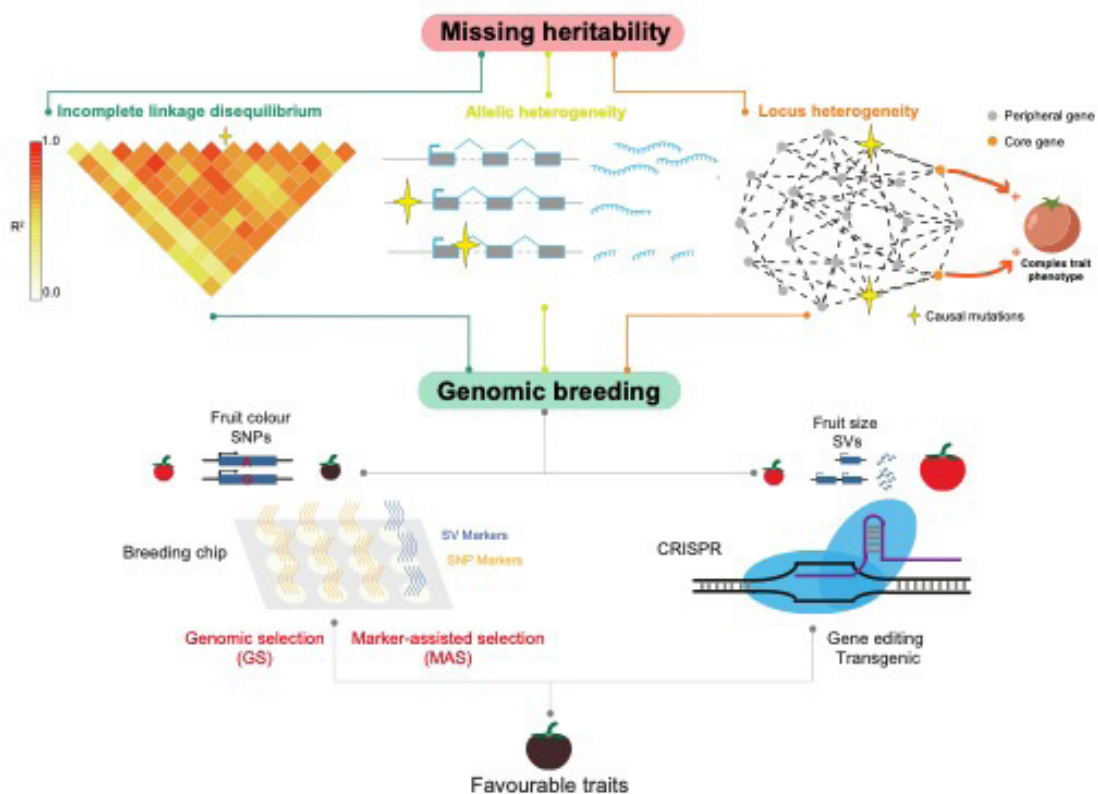 Missing heritability
Incomplete linkage disequilibrium
Allelic heterogeneity
Locus heterogeneity
Peripheral gene
Core gene
1.0
R²
0.0
+
+
Complex trait
phenotype
Causal mutations
Genomic breeding
Fruit colour
SNPs
A
G
Fruit size
SVs
Breeding chip
SV Markers
SNP Markers
CRISPR
Genomic selection
(GS)
Marker-assisted selection
(MAS)
Gene editing
Transgenic
Favourable traits